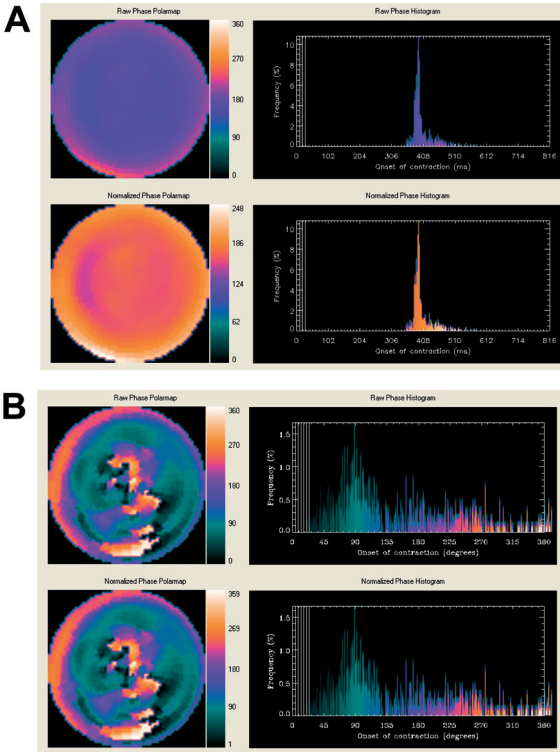 A
Raw Phase Polarmap
Raw Phase Histogram
360
270
180
90
0
Frequency (%)
10
8
6
4
2
0
0 102 204 306 408 510 612 714 816
Onset of contraction (ms)
Normalized Phase Polarmap
Normalized Phase Histogram
248
186
124
62
0
Frequency (%)
10
8
6
4
2
0
0 102 204 306 408 510 612 714 816
Onset of contraction (ms)
B
Raw Phase Polarmap
Raw Phase Histogram
360
270
180
90
0
Frequency (%)
1.5
1.0
0.5
0.0
0 45 90 135 180 225 270 315 360
Onset of contraction (degrees)
Normalized Phase Polarmap
Normalized Phase Histogram
359
269
180
90
1
Frequency (%)
1.5
1.0
0.5
0.0
0 45 90 135 180 225 270 315 360
Onset of contraction (degrees)